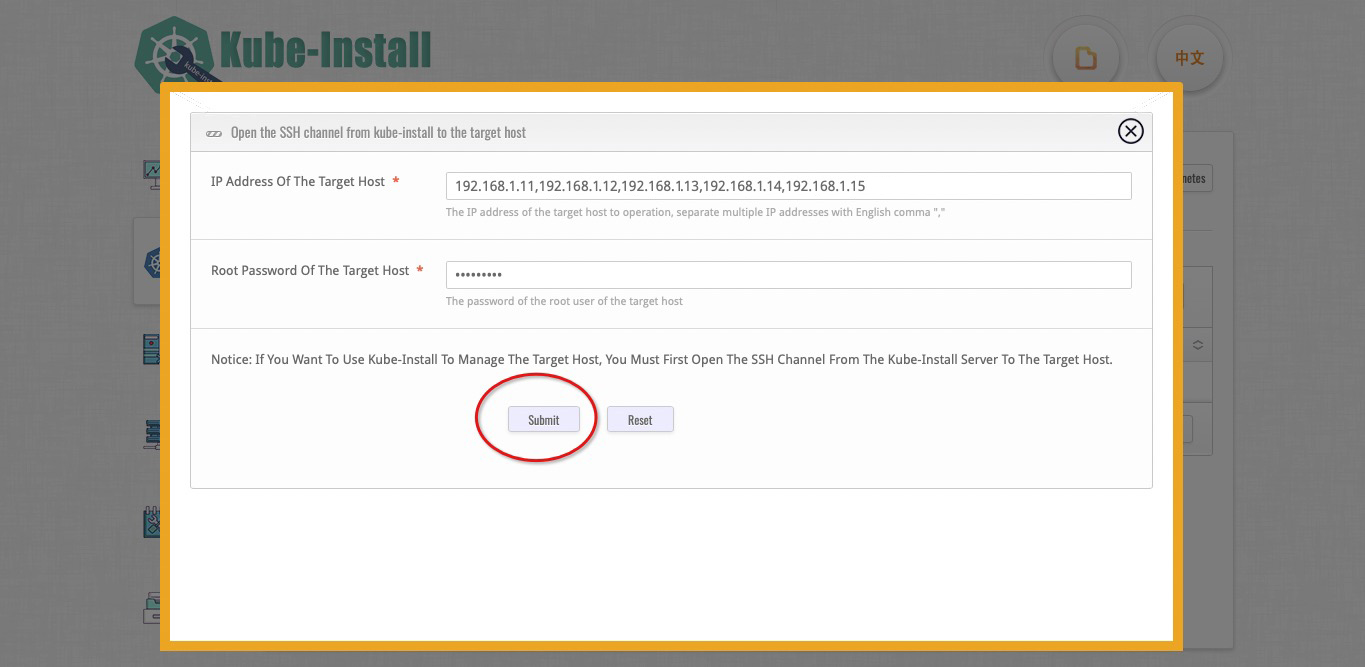 Kube-Install
中文
Open the SSH channel from kube-install to the target host
IP Address Of The Target Host *
192.168.1.11,192.168.1.12,192.168.1.13,192.168.1.14,192.168.1.15
The IP address of the target host to operation, separate multiple IP addresses with English comma ","
Root Password Of The Target Host *
•••••••••
The password of the root user of the target host
Notice: If You Want To Use Kube-Install To Manage The Target Host, You Must First Open The SSH Channel From The Kube-Install Server To The Target Host.
Submit
Reset